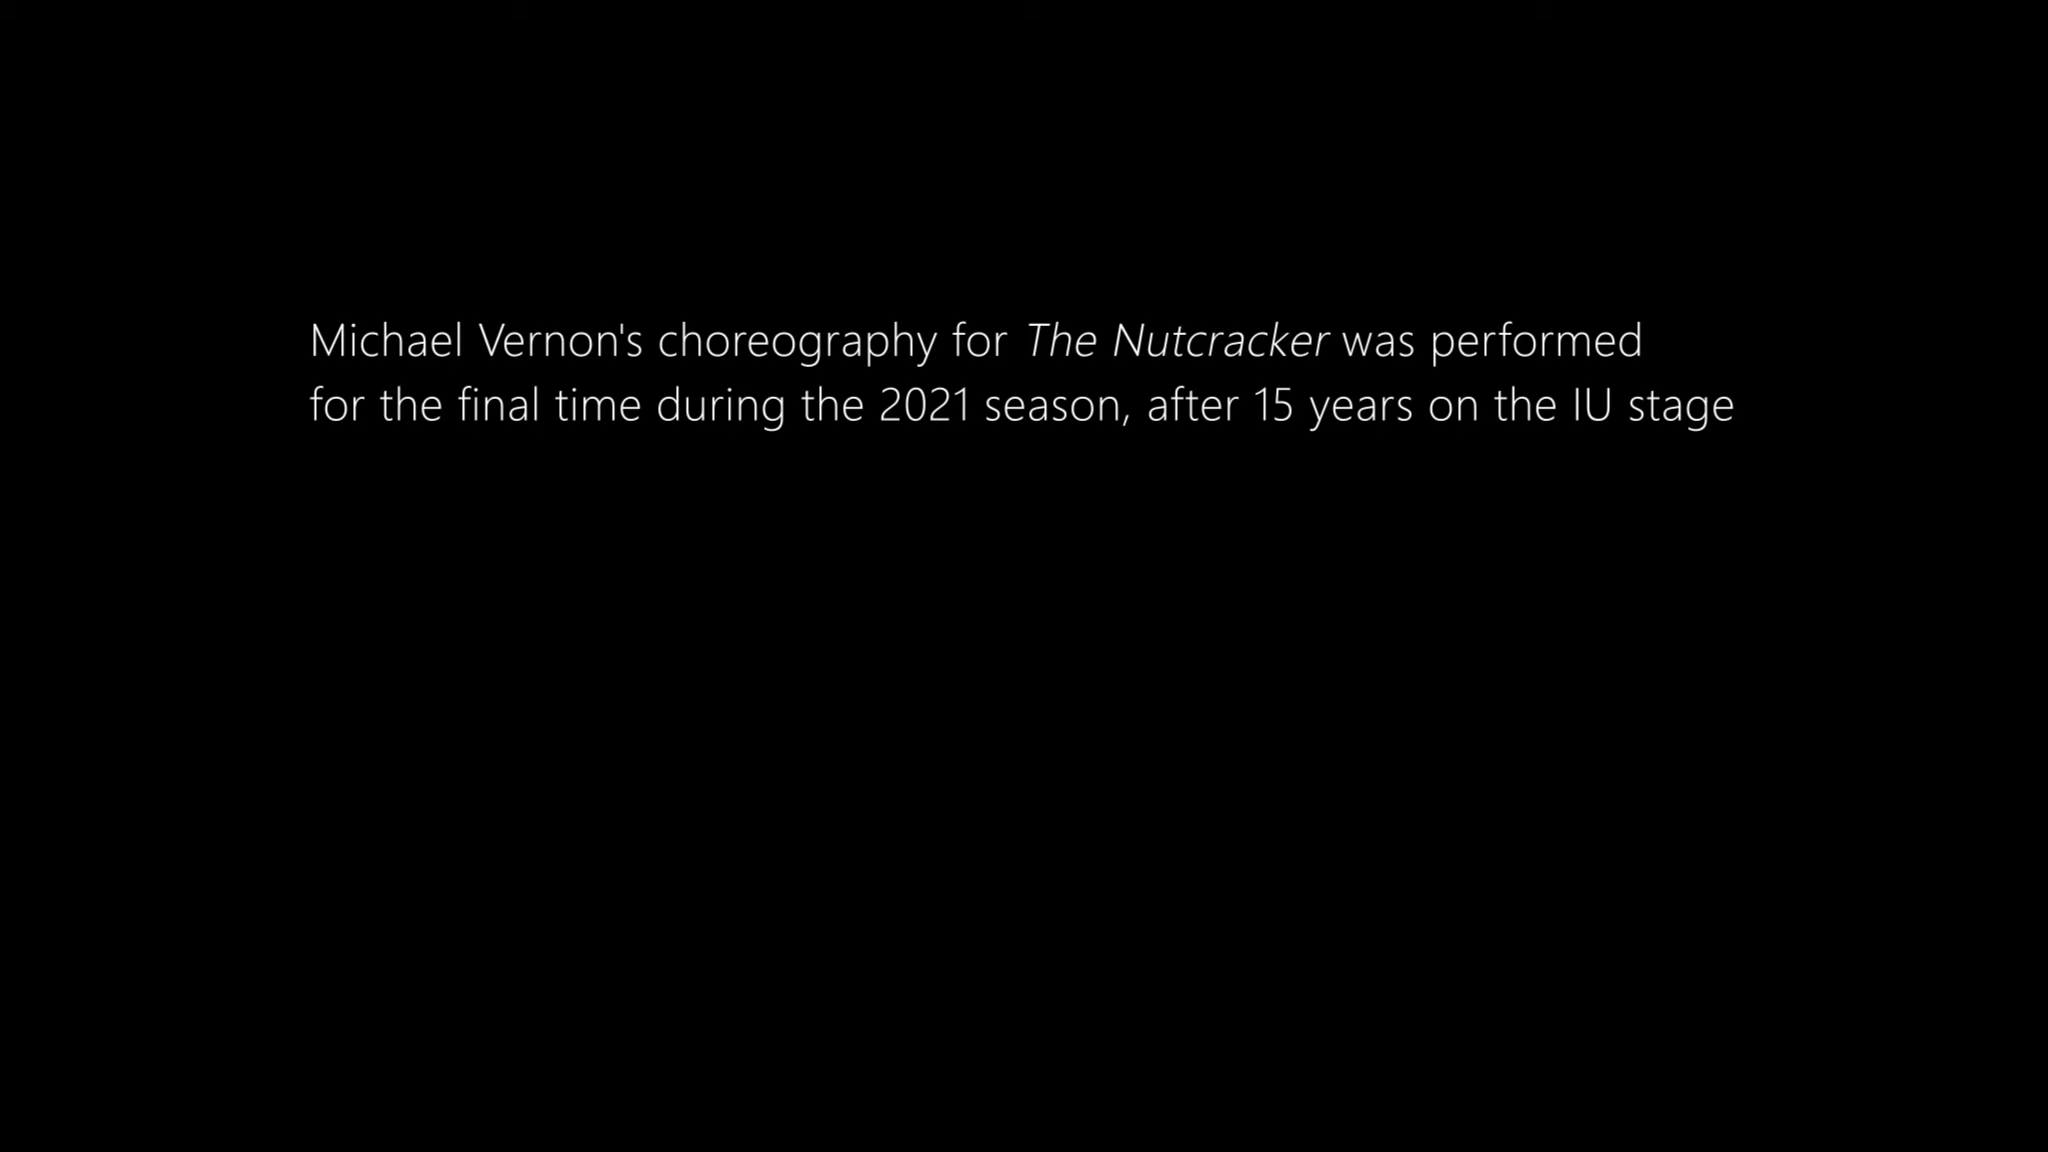 Michael Vernon's choreography for The Nutcracker was performed
for the final time during the 2021 season, after 15 years on the IU stage